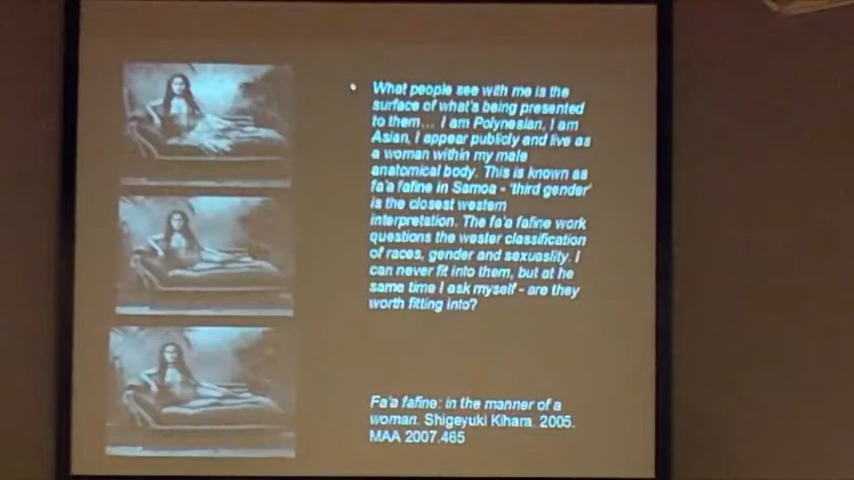 What people see with me is the
surface of what's being presented
to them... I am Polynesian, I am
Asian, I appear publicly and live as
a woman within my male
anatomical body. This is known as
fa'a fafine in Samoa - 'third gender'
is the closest western
interpretation. The fa'a fafine work
questions the wester classification
of races, gender and sexuaslity. I
can never fit into them, but at he
same time I ask myself - are they
worth fitting into?
Fa'a fafine: in the manner of a
woman. Shigeyuki Kihara. 2005.
MAA 2007.465